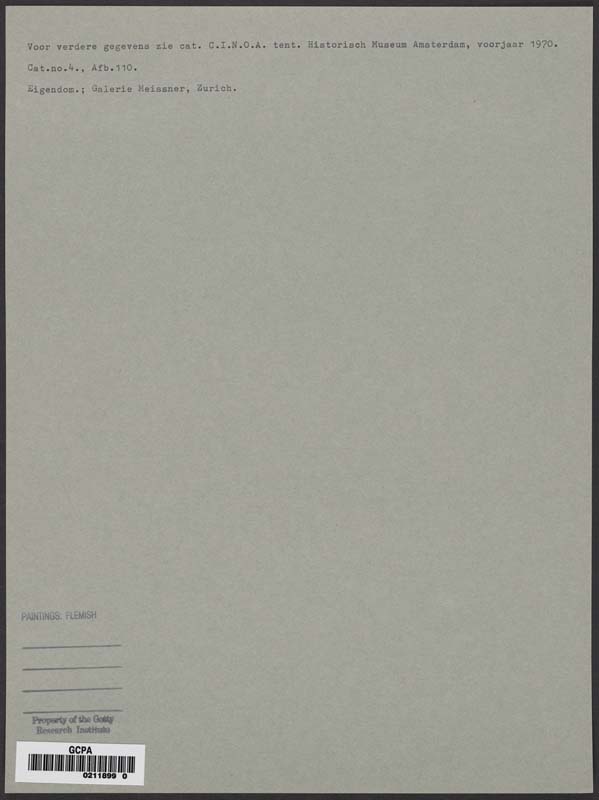 Voor verdere gegevens zie cat. C.I.N.O.A. tent. Historisch Museum Amsterdam, voorjaar 1970.
Cat.no.4., Afb.110.
Eigendom.; Galerie Meissner, Zurich.
PAINTINGS: FLEMISH
Property of the Getty
Research Institute
GCPA
0211899 0